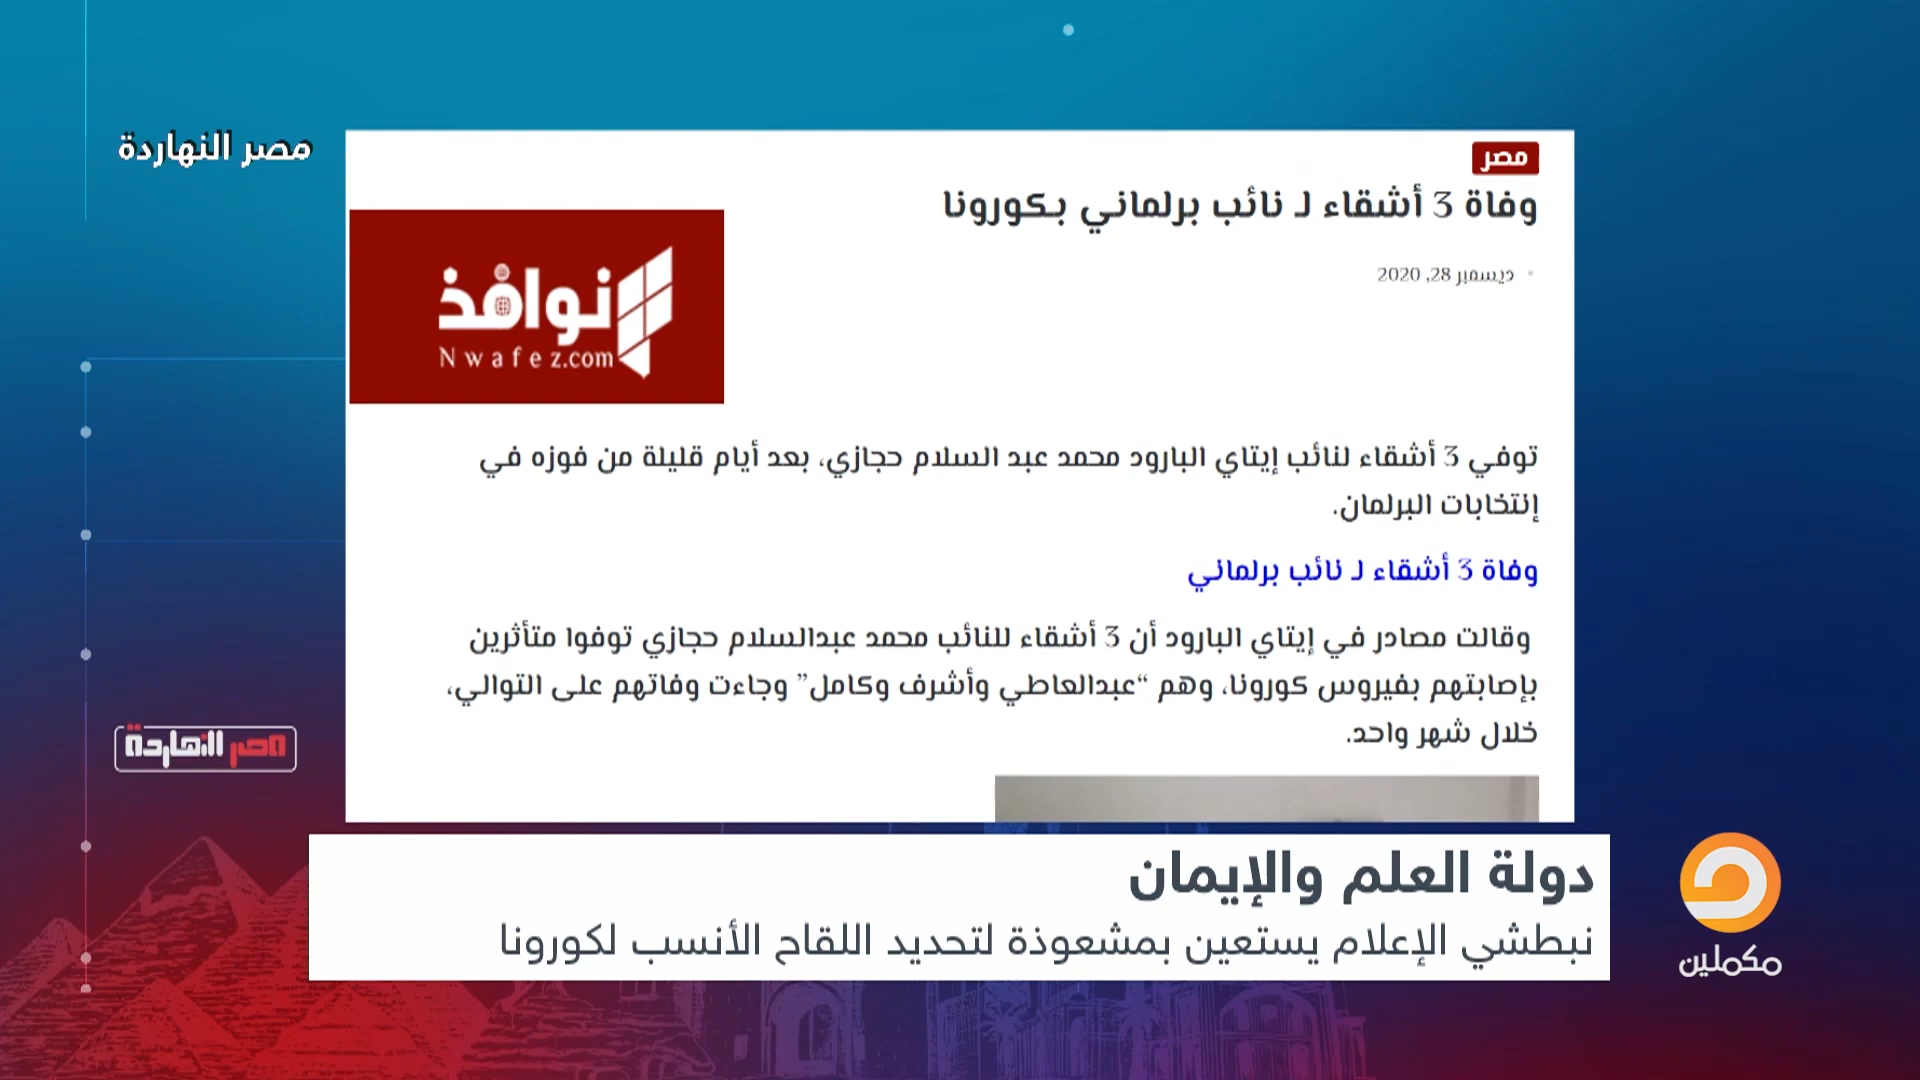 مصر النهاردة
مصر
وفاة 3 أشقاء لـ نائب برلماني بكورونا
ديسمبر 28, 2020
نوافذ
Nwafez.com
توفي 3 أشقاء لنائب إيتاي البارود محمد عبد السلام حجازي، بعد أيام قليلة من فوزه في
إنتخابات البرلمان.
وفاة 3 أشقاء لـ نائب برلماني
وقالت مصادر في إيتاي البارود أن 3 أشقاء للنائب محمد عبدالسلام حجازي توفوا متأثرين
بإصابتهم بفيروس كورونا، وهم “عبدالعاطي وأشرف وكامل” وجاءت وفاتهم على التوالي،
خلال شهر واحد.
مصر النهاردة
دولة العلم والإيمان
نبطشي الإعلام يستعين بمشعوذة لتحديد اللقاح الأنسب لكورونا
مكملين